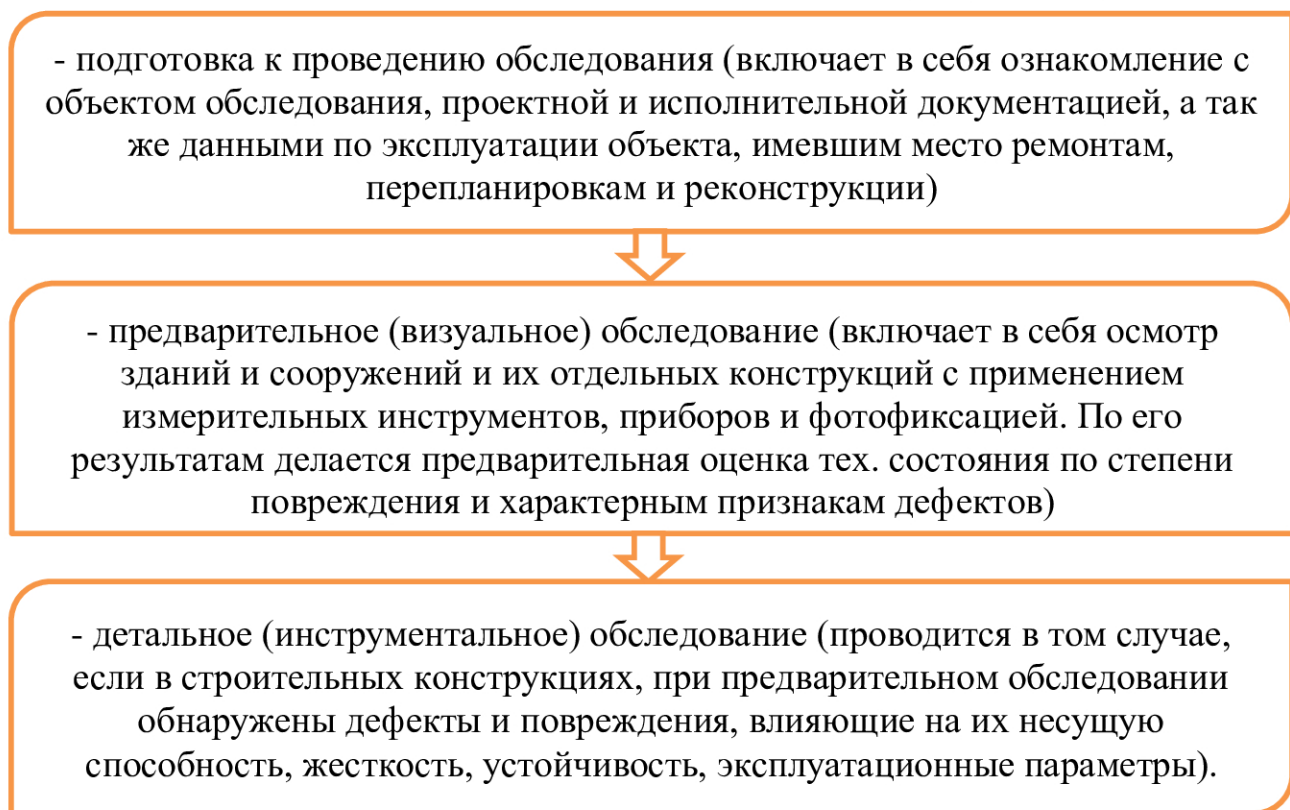 - подготовка к проведению обследования (включает в себя ознакомление с
объектом обследования, проектной и исполнительной документацией, а так
же данными по эксплуатации объекта, имевшим место ремонтам,
перепланировкам и реконструкции)
- предварительное (визуальное) обследование (включает в себя осмотр
зданий и сооружений и их отдельных конструкций с применением
измерительных инструментов, приборов и фотофиксацией. По его
результатам делается предварительная оценка тех. состояния по степени
повреждения и характерным признакам дефектов)
- детальное (инструментальное) обследование (проводится в том случае,
если в строительных конструкциях, при предварительном обследовании
обнаружены дефекты и повреждения, влияющие на их несущую
способность, жесткость, устойчивость, эксплуатационные параметры).